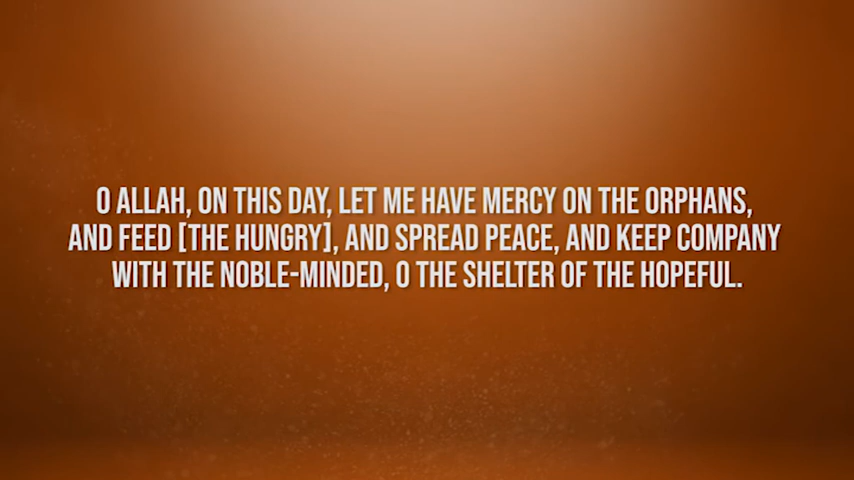 O ALLAH, ON THIS DAY, LET ME HAVE MERCY ON THE ORPHANS,
AND FEED [THE HUNGRY], AND SPREAD PEACE, AND KEEP COMPANY
WITH THE NOBLE-MINDED, O THE SHELTER OF THE HOPEFUL.